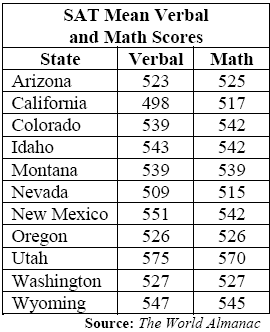 SAT Mean Verbal
and Math Scores
State Verbal Math
Arizona 523 525
California 498 517
Colorado 539 542
Idaho 543 542
Montana 539 539
Nevada 509 515
New Mexico 551 542
Oregon 526 526
Utah 575 570
Washington 527 527
Wyoming 547 545
Source: The World Almanac